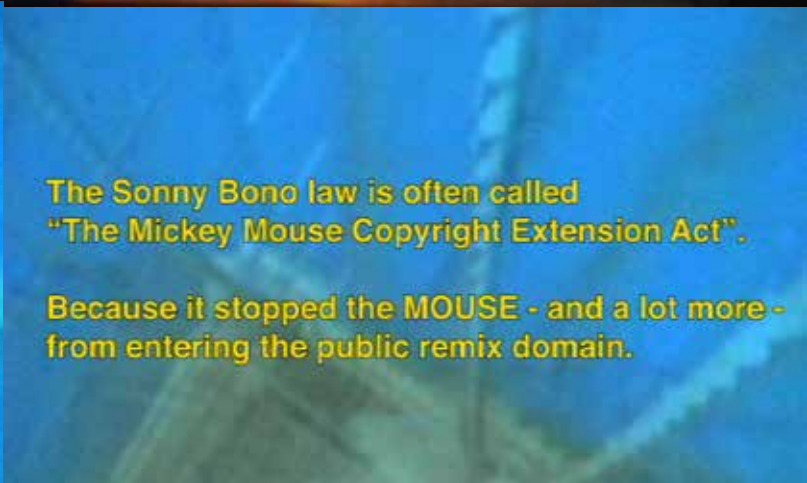 The Sonny Bono law is often called
"The Mickey Mouse Copyright Extension Act".
Because it stopped the MOUSE - and a lot more -
from entering the public remix domain.